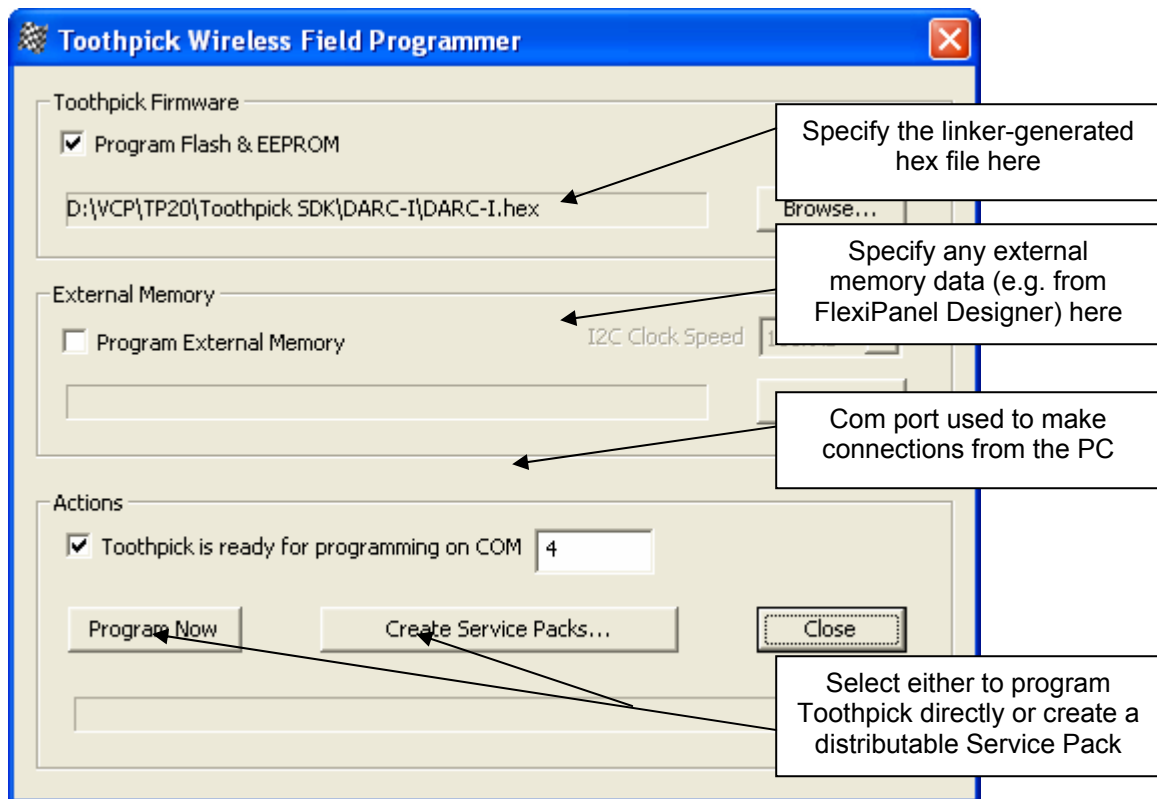 Toothpick Wireless Field Programmer
Toothpick Firmware
Program Flash & EEPROM
D:\VCP\TP20\Toothpick SDK\DARC-I\DARC-I.hex
Browse...
Specify the linker-generated
hex file here
External Memory
Program External Memory
I2C Clock Speed
Specify any external
memory data (e.g. from
FlexiPanel Designer) here
Com port used to make
connections from the PC
Actions
Toothpick is ready for programming on COM 4
Program Now
Create Service Packs...
Close
Select either to program
Toothpick directly or create a
distributable Service Pack